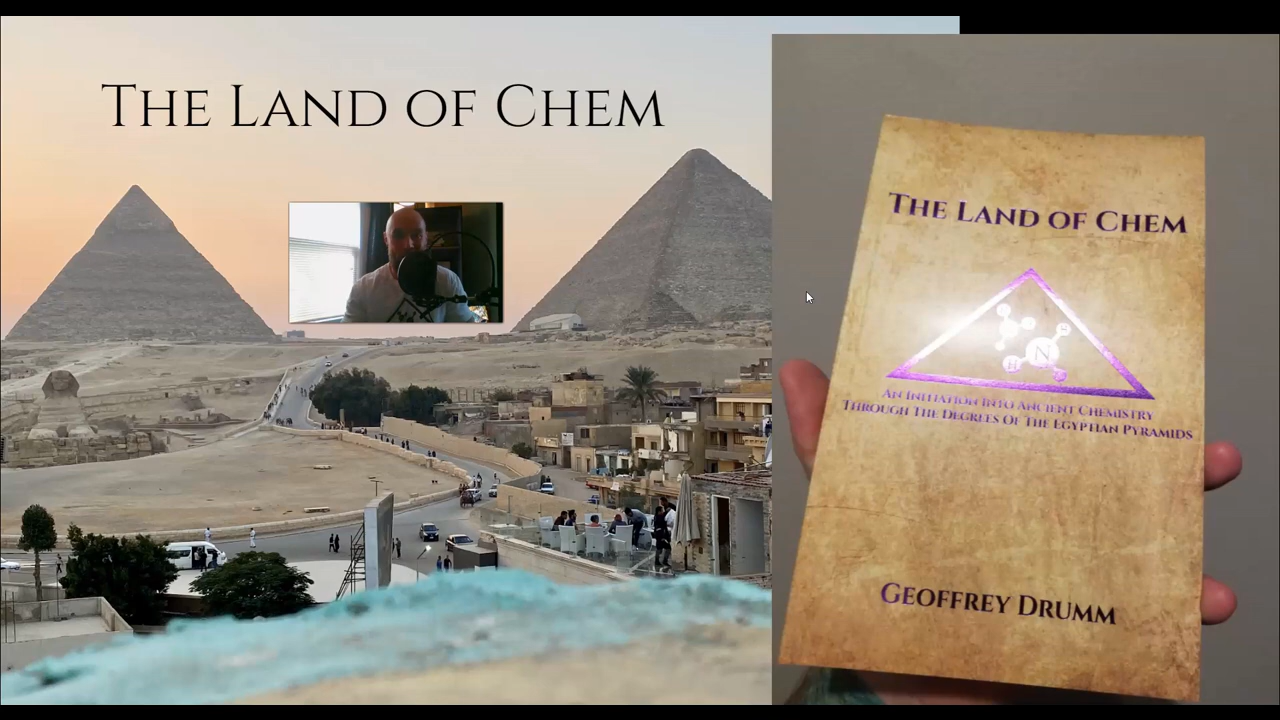 The Land of Chem
The Land of Chem
N
H
An Initiation Into Ancient Chemistry
Through The Degrees Of The Egyptian Pyramids
Geoffrey Drumm